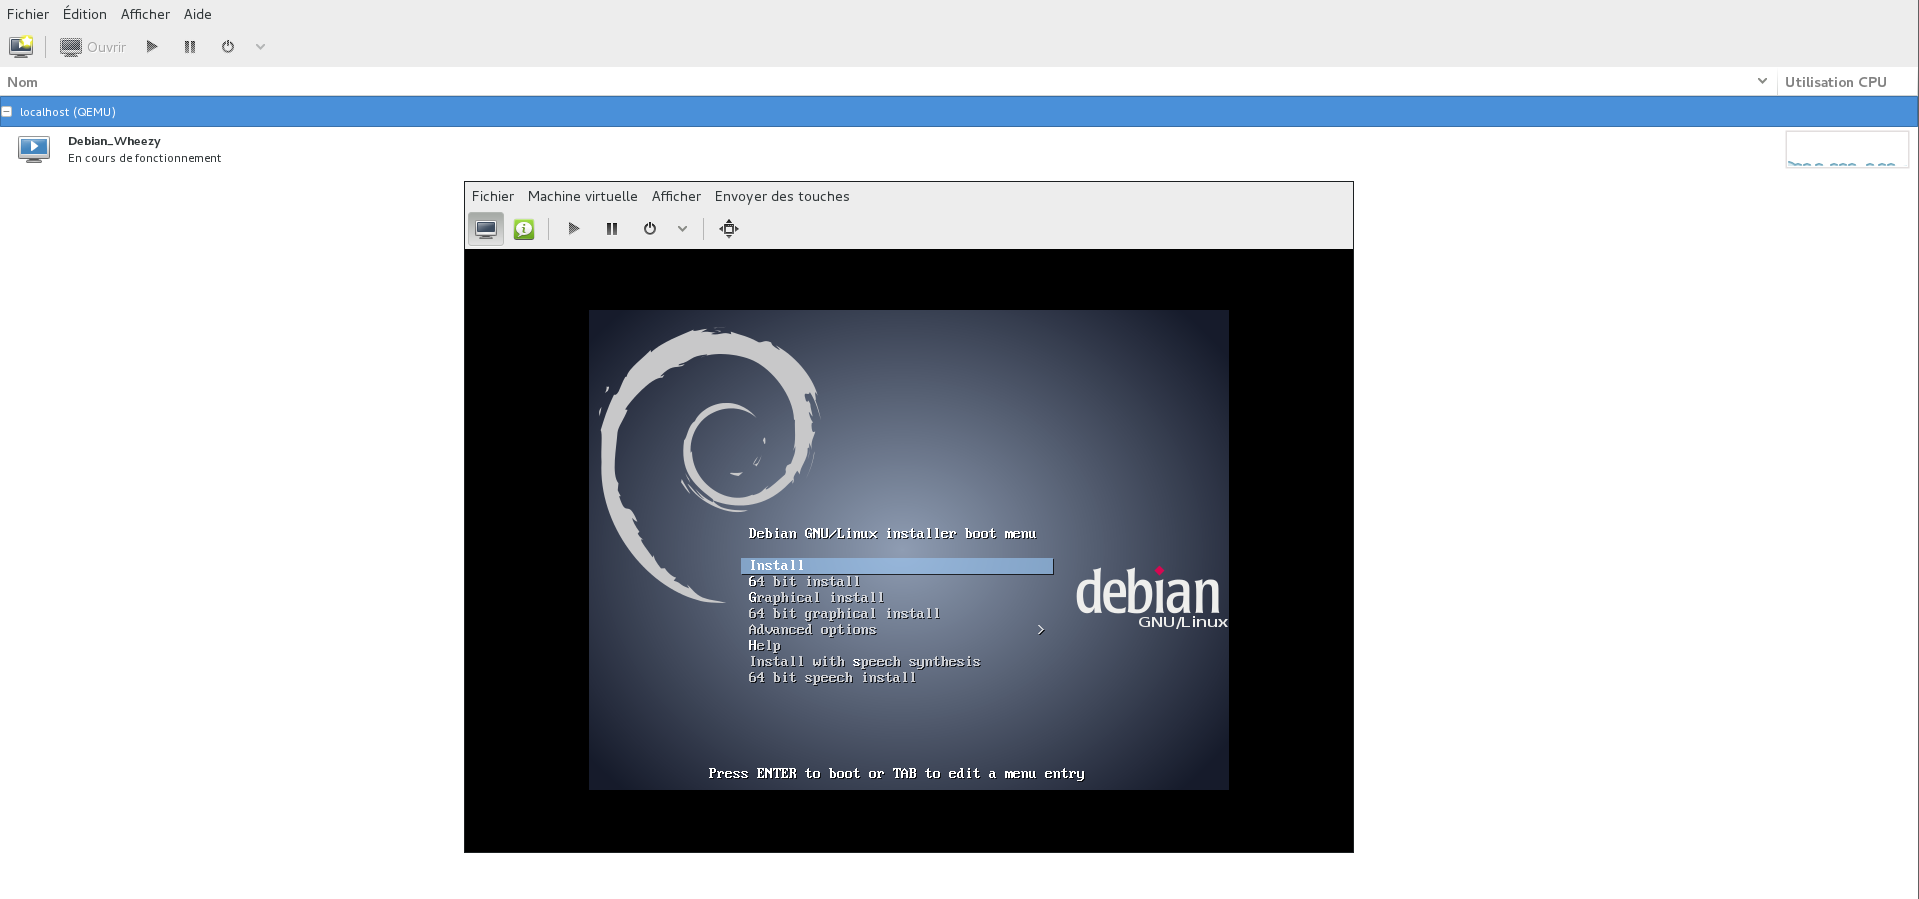 Fichier Édition Afficher Aide
Ouvrir
Nom Utilisation CPU
localhost (QEMU)
Debian_Wheezy
En cours de fonctionnement
Fichier Machine virtuelle Afficher Envoyer des touches
Debian GNU/Linux installer boot menu
Install
64 bit install
Graphical install
64 bit graphical install
Advanced options >
Help
Install with speech synthesis
64 bit speech install
debian
GNU/Linux
Press ENTER to boot or TAB to edit a menu entry